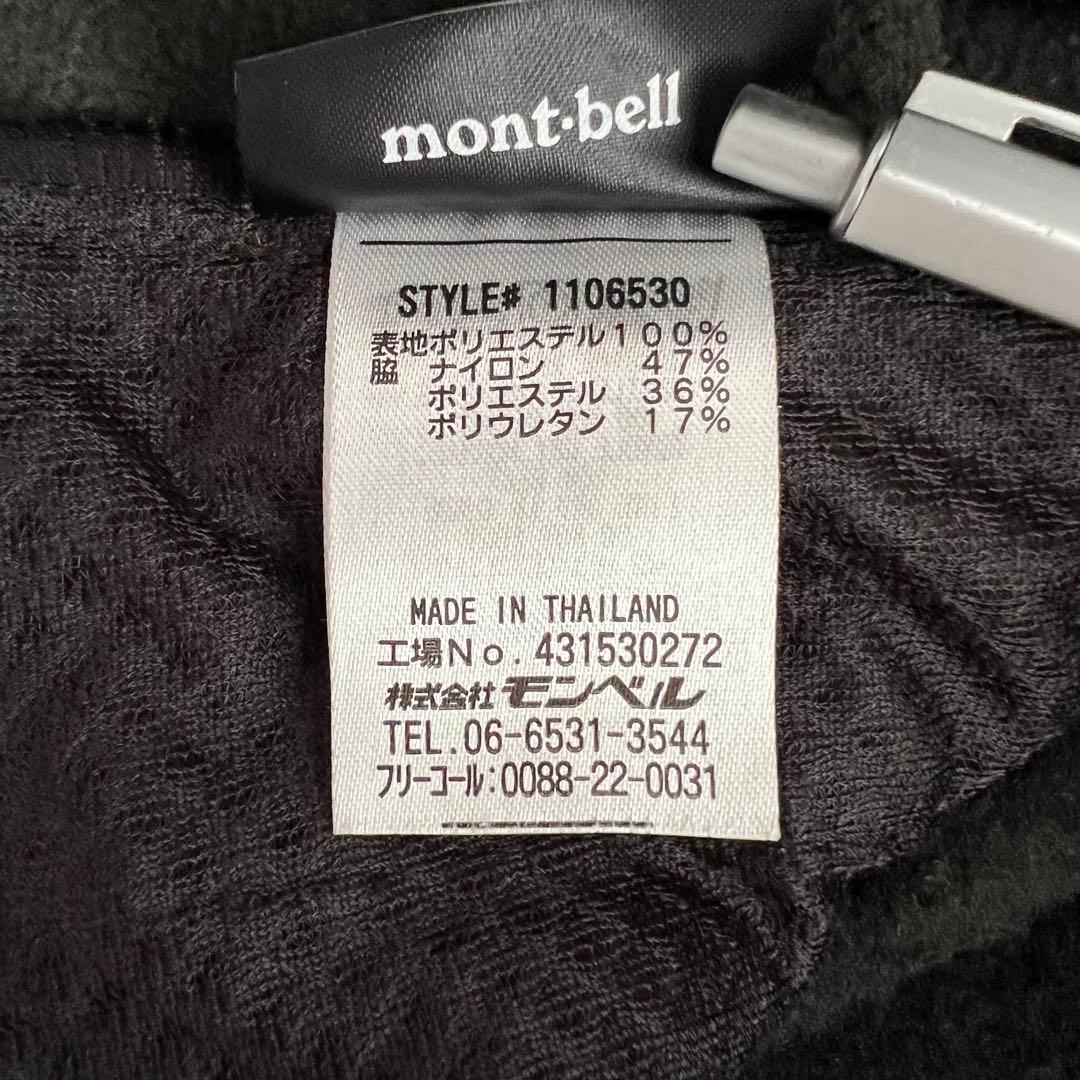 mont·bell
STYLE# 1106530
表地ポリエステル100%
脇 ナイロン 47%
ポリエステル 36%
ポリウレタン 17%
MADE IN THAILAND
工場No.431530272
株式会社モンベル
TEL.06-6531-3544
フリーコール:0088-22-0031